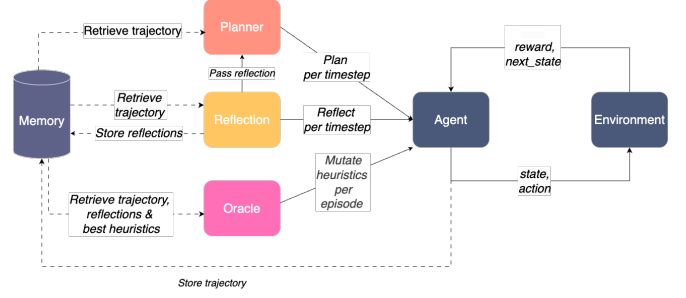 Planner
Retrieve trajectory
Plan
per timestep
reward,
next_state
Pass reflection
Memory
Retrieve
trajectory
Store reflections
Reflection
Reflect
per timestep
Agent
Environment
Mutate
heuristics
per
episode
Retrieve trajectory,
reflections &
best heuristics
Oracle
state,
action
Store trajectory